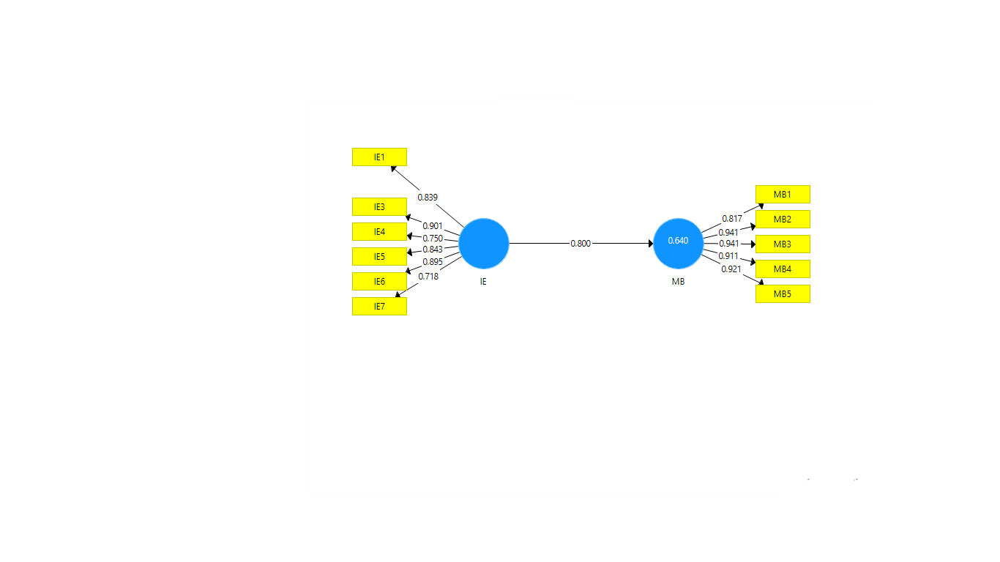 IE1
0.839
IE3
0.901
IE4
0.750
IE5
0.843
IE6
0.895
IE7
0.718
IE
0.800
0.640
MB
MB1
0.817
MB2
0.941
MB3
0.941
MB4
0.911
MB5
0.921